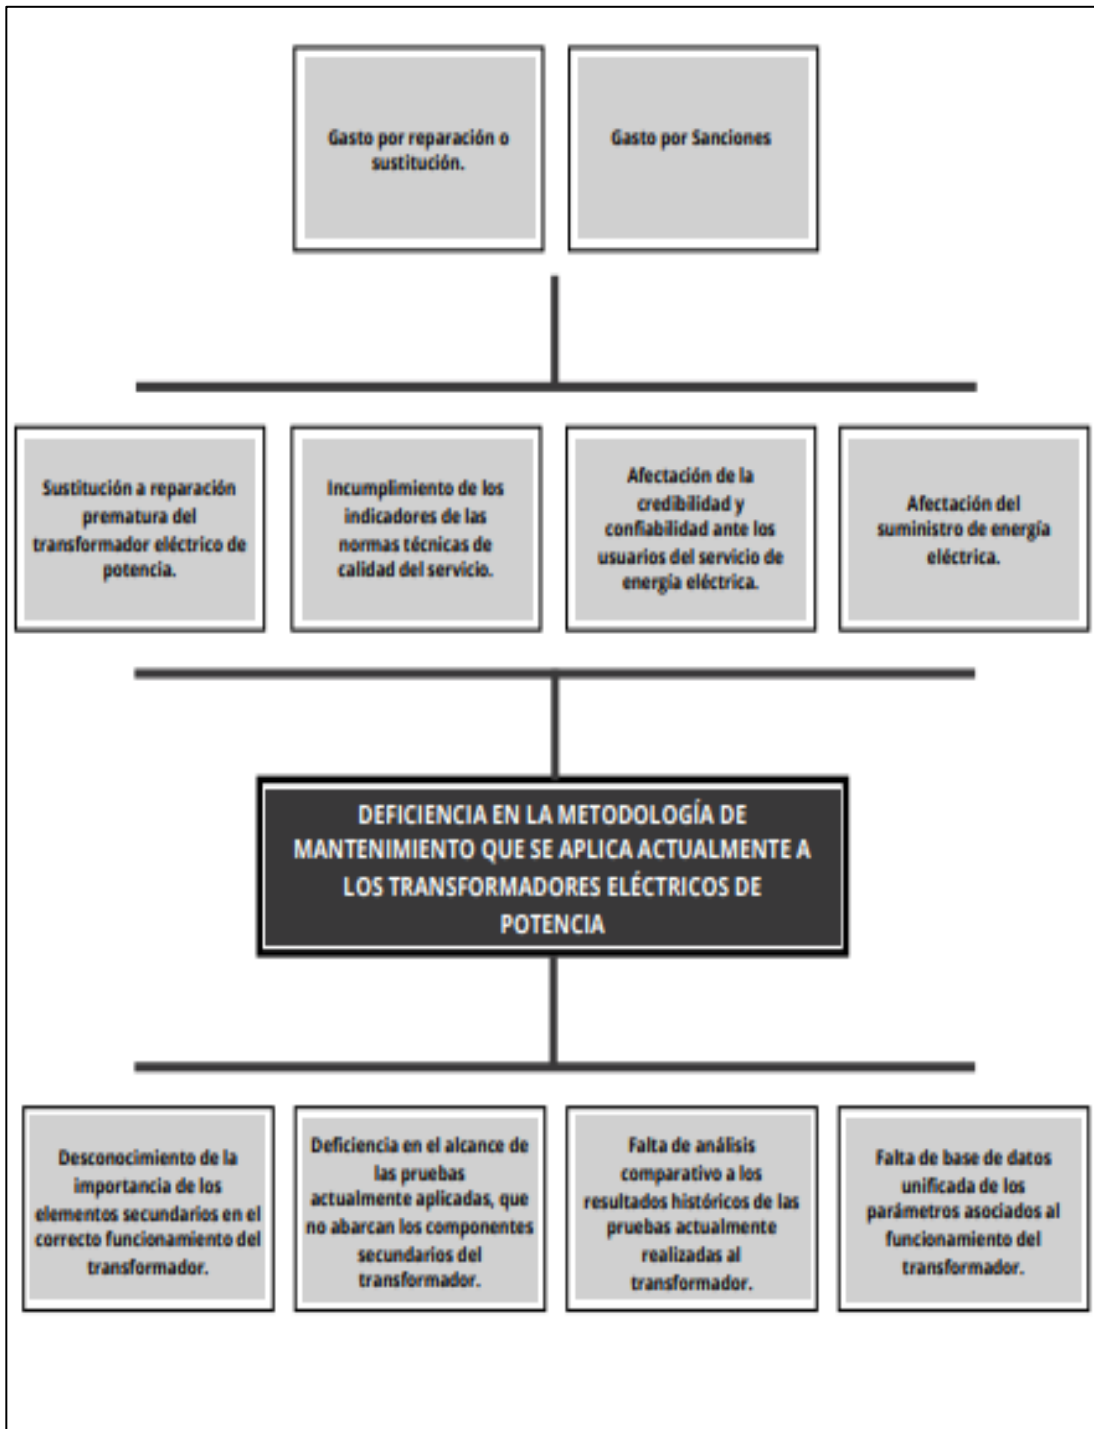 Gasto por reparación o
sustitución.
Gasto por Sanciones
Sustitución a reparación
prematura del
transformador eléctrico de
potencia.
Incumplimiento de los
indicadores de las
normas técnicas de
calidad del servicio.
Afectación de la
credibilidad y
confiabilidad ante los
usuarios del servicio de
energía eléctrica.
Afectación del
suministro de energía
eléctrica.
DEFICIENCIA EN LA METODOLOGÍA DE
MANTENIMIENTO QUE SE APLICA ACTUALMENTE A
LOS TRANSFORMADORES ELÉCTRICOS DE
POTENCIA
Desconocimiento de la
importancia de los
elementos secundarios en el
correcto funcionamiento del
transformador.
Deficiencia en el alcance de
las pruebas
actualmente aplicadas, que
no abarcan los componentes
secundarios del
transformador.
Falta de análisis
comparativo a los
resultados históricos de las
pruebas actualmente
realizadas al
transformador.
Falta de base de datos
unificada de los
parámetros asociados al
funcionamiento del
transformador.